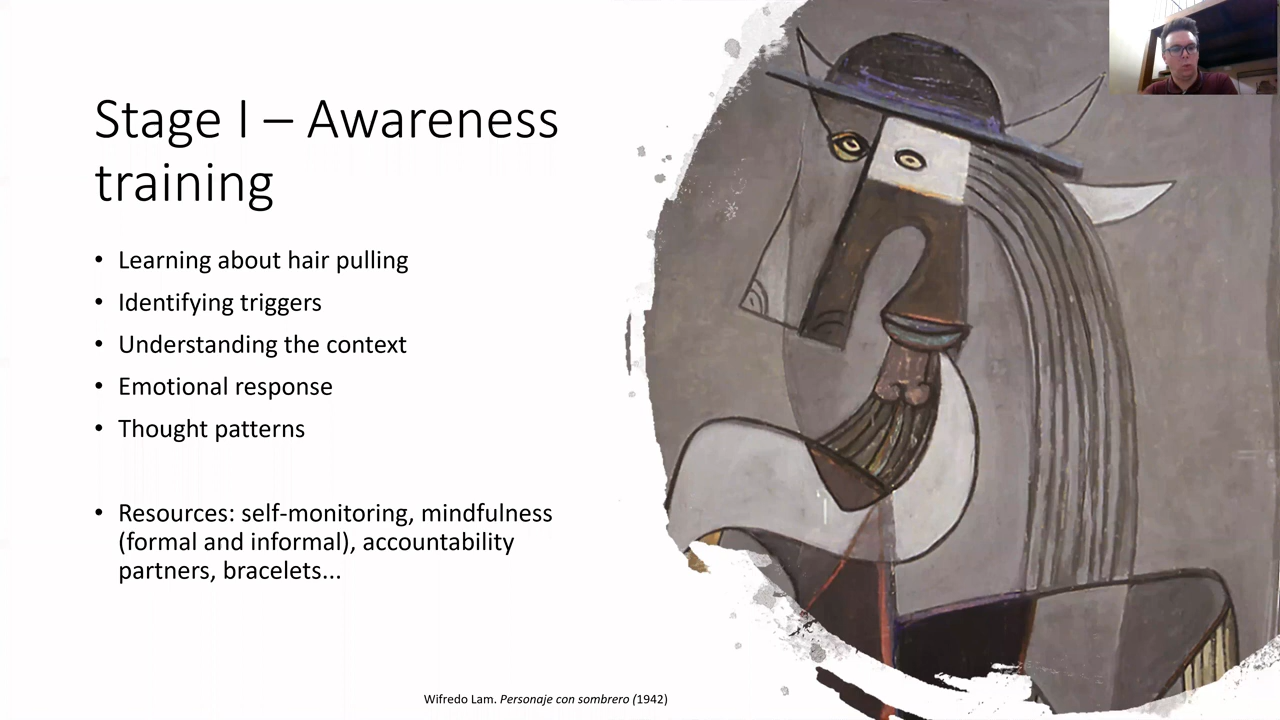 Stage I – Awareness
training
• Learning about hair pulling
• Identifying triggers
• Understanding the context
• Emotional response
• Thought patterns
• Resources: self-monitoring, mindfulness
(formal and informal), accountability
partners, bracelets...
Wifredo Lam. Personaje con sombrero (1942)